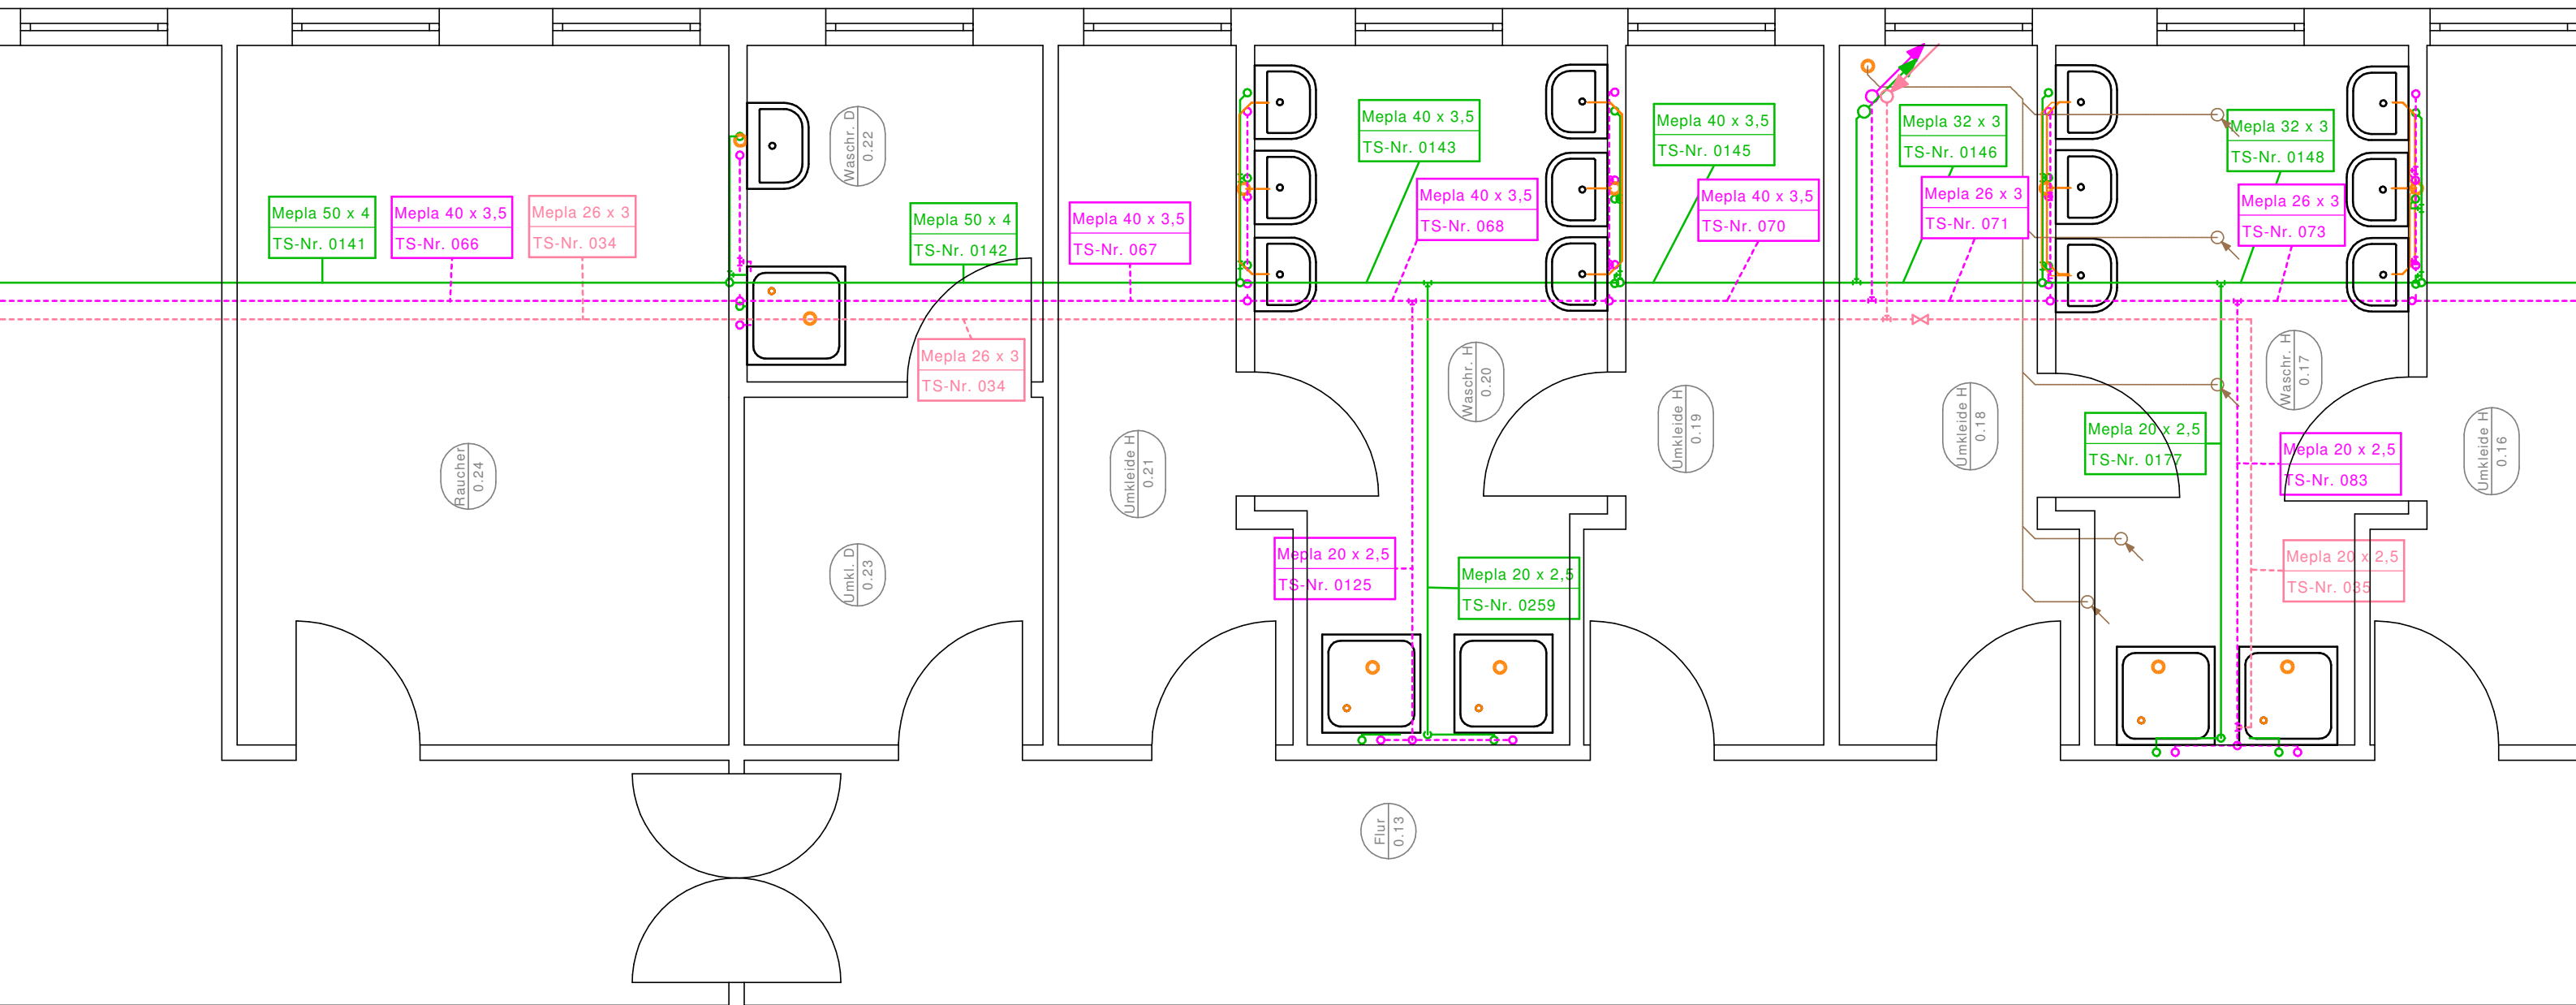 Mepla 50 x 4
TS-Nr. 0141
Mepla 40 x 3,5
TS-Nr. 066
Mepla 26 x 3
TS-Nr. 034
Waschr. D
0.22
Mepla 50 x 4
TS-Nr. 0142
Mepla 26 x 3
TS-Nr. 034
Mepla 40 x 3,5
TS-Nr. 067
Mepla 40 x 3,5
TS-Nr. 0143
Mepla 40 x 3,5
TS-Nr. 068
Mepla 40 x 3,5
TS-Nr. 0145
Mepla 40 x 3,5
TS-Nr. 070
Mepla 32 x 3
TS-Nr. 0146
Mepla 26 x 3
TS-Nr. 071
Mepla 32 x 3
TS-Nr. 0148
Mepla 26 x 3
TS-Nr. 073
Raucher
0.24
Umkl. D
0.23
Umkleide H
0.21
Waschr. H
0.20
Umkleide H
0.19
Umkleide H
0.18
Waschr. H
0.17
Umkleide H
0.16
Mepla 20 x 2,5
TS-Nr. 0177
Mepla 20 x 2,5
TS-Nr. 083
Mepla 20 x 2,5
TS-Nr. 0125
Mepla 20 x 2,5
TS-Nr. 0259
Mepla 20 x 2,5
TS-Nr. 035
Flur
0.13